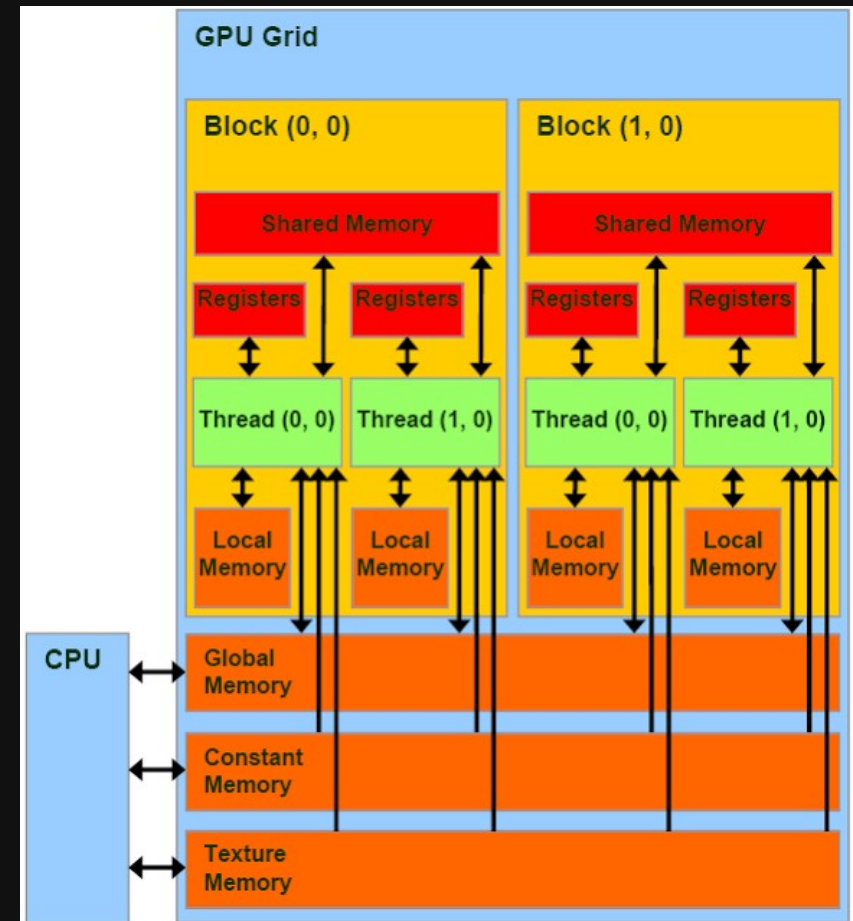 GPU Grid
Block (0, 0)
Block (1, 0)
Shared Memory
Shared Memory
Registers
Registers
Registers
Registers
Thread (0, 0)
Thread (1, 0)
Thread (0, 0)
Thread (1, 0)
Local
Memory
Local
Memory
Local
Memory
Local
Memory
CPU
Global
Memory
Constant
Memory
Texture
Memory